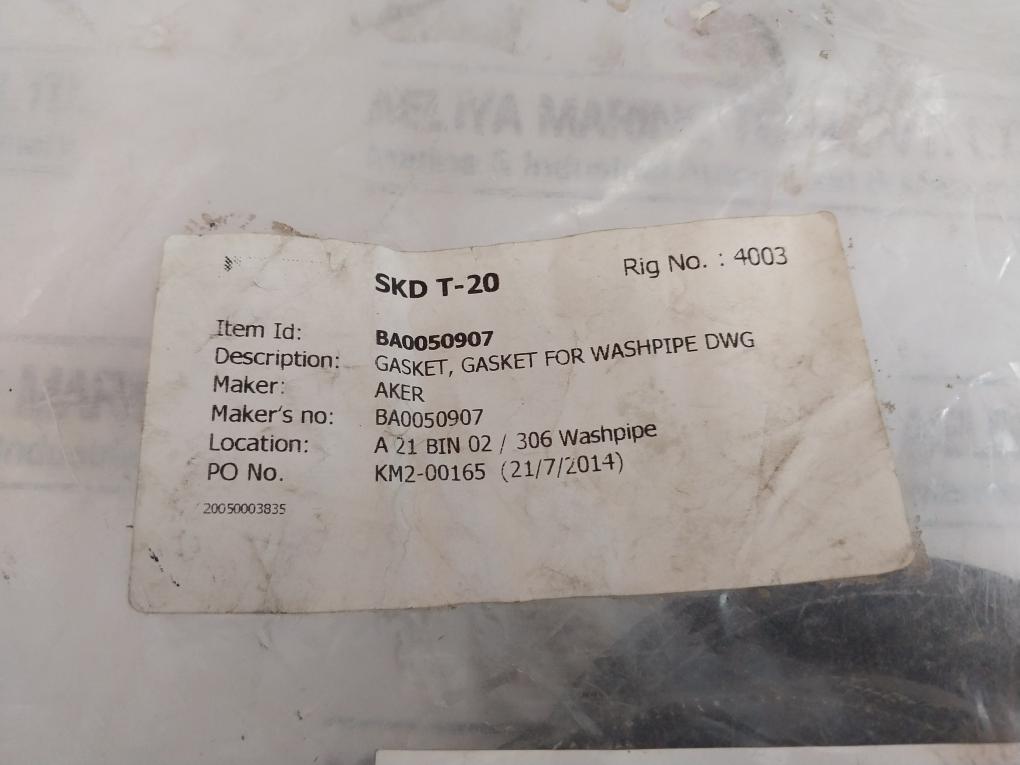 SKD T-20
Rig No. : 4003
Item Id: BA0050907
Description: GASKET, GASKET FOR WASHPIPE DWG
Maker: AKER
Maker's no: BA0050907
Location: A 21 BIN 02 / 306 Washpipe
PO No. KM2-00165 (21/7/2014)
20050003835